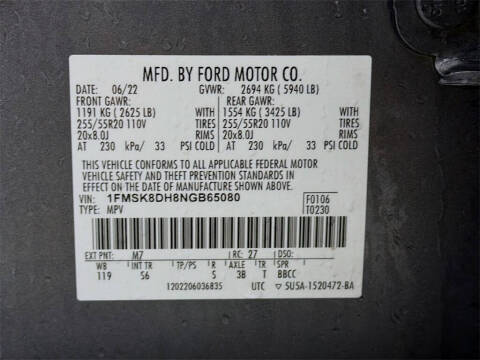 MFD. BY FORD MOTOR CO.
DATE: 06/22 GVWR: 2694 KG ( 5940 LB)
FRONT GAWR: REAR GAWR:
1191 KG ( 2625 LB) WITH 1554 KG ( 3425 LB) WITH
255/55R20 110V TIRES 255/55R20 110V TIRES
20x8.0J RIMS 20x8.0J RIMS
AT 230 kPa/ 33 PSI COLD AT 230 kPa/ 33 PSI COLD
THIS VEHICLE CONFORMS TO ALL APPLICABLE FEDERAL MOTOR
VEHICLE SAFETY AND THEFT PREVENTION STANDARDS IN
EFFECT ON THE DATE OF MANUFACTURE SHOWN ABOVE.
VIN: 1FMSK8DH8NGB65080 F0106
TYPE: MPV T0230
EXT PNT: M7 RC: 27 DSO:
WB INT TR TP/PS R AXLE TR SPR
119 56 S 3B T BBCC
1202206036835 UTC ▽ 5U5A-1520472-BA